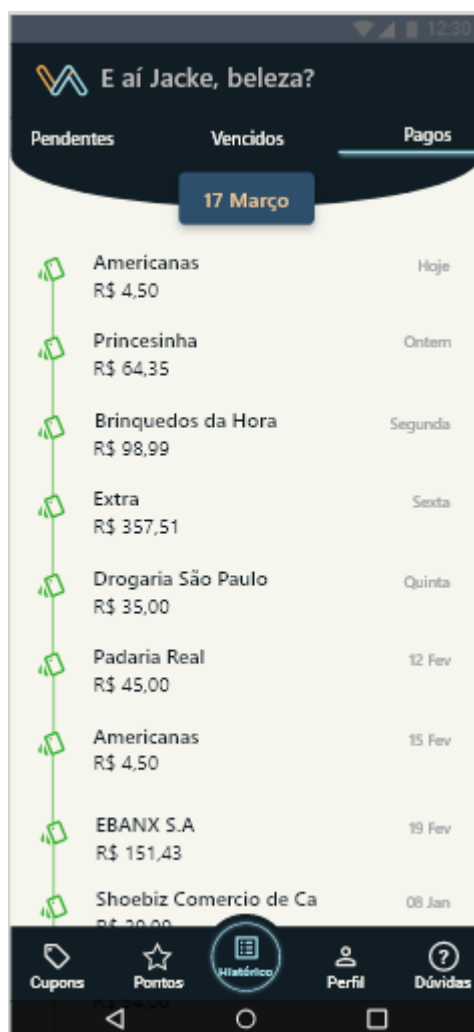 12:30
E aí Jacke, beleza?
Pendentes Vencidos Pagos
17 Março
Americanas Hoje
R$ 4,50
Princesinha Ontem
R$ 64,35
Brinquedos da Hora Segunda
R$ 98,99
Extra Sexta
R$ 357,51
Drogaria São Paulo Quinta
R$ 35,00
Padaria Real 12 Fev
R$ 45,00
Americanas 15 Fev
R$ 4,50
EBANX S.A 19 Fev
R$ 151,43
Shoebiz Comercio de Ca 08 Jan
Cupons Pontos Histórico Perfil Dúvidas